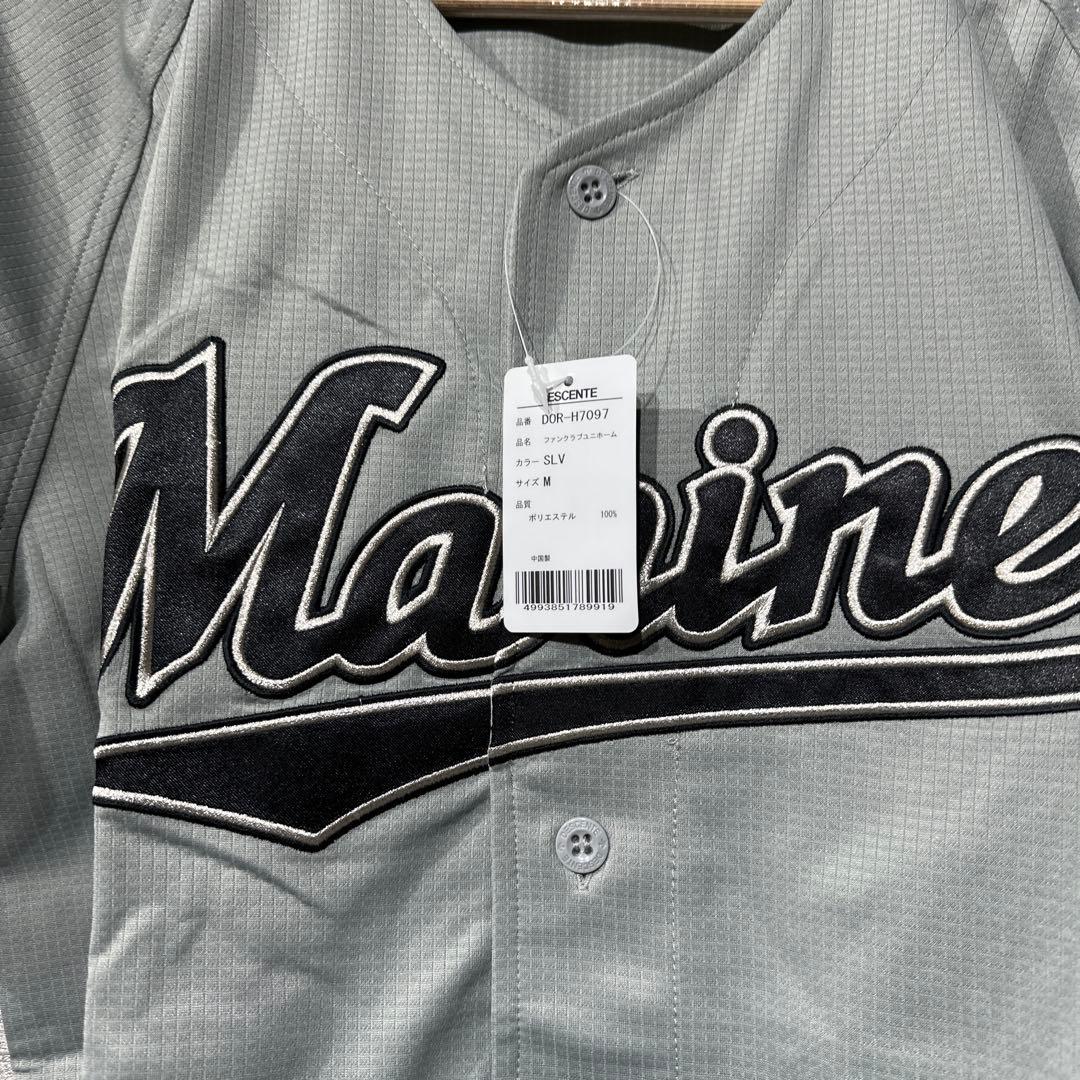 Marine
ESCENTE
品番 DOR-H7097
品名 ファンクラブユニホーム
カラー SLV
サイズ M
品質
ポリエステル 100%
中国製
4993851789919
DESCENTE